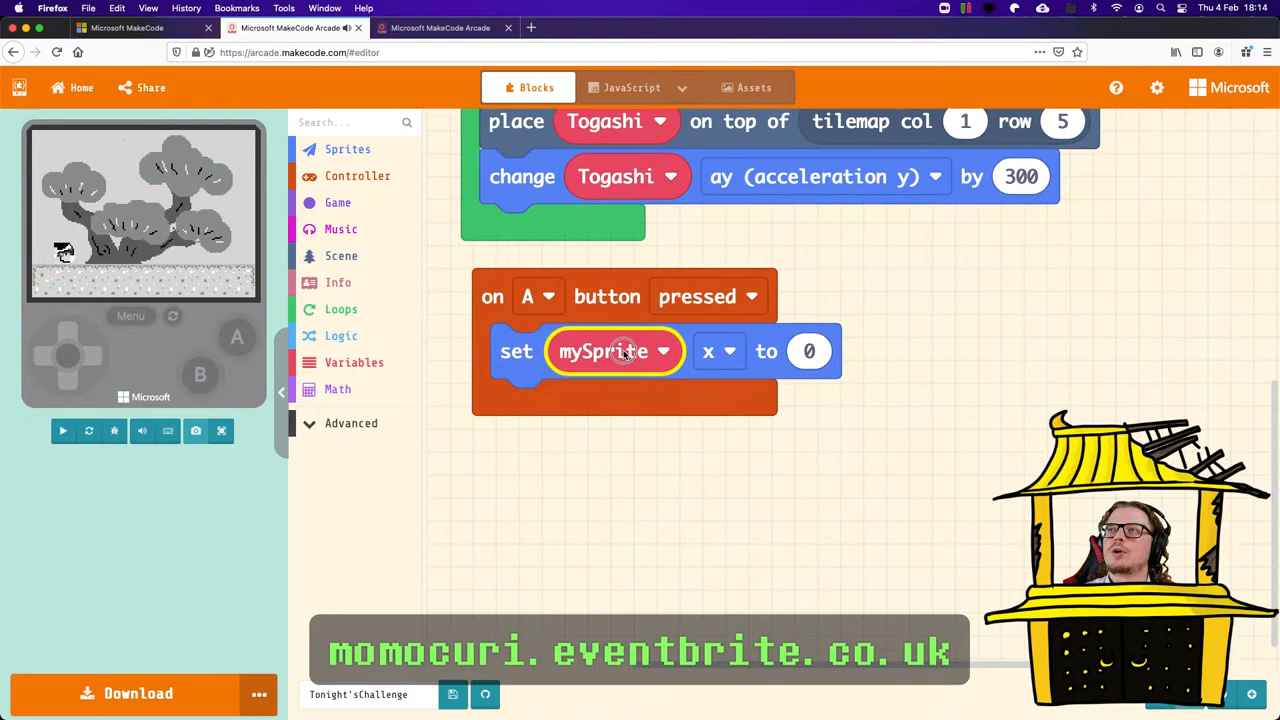 Firefox File Edit View History Bookmarks Tools Window Help
Thu 4 Feb 18:14
Microsoft MakeCode
Microsoft MakeCode Arcade
Microsoft MakeCode Arcade
https://arcade.makecode.com/#editor
Home
Share
Blocks
JavaScript
Assets
Microsoft
Search...
Sprites
Controller
Game
Music
Scene
Info
Loops
Logic
Variables
Math
Advanced
Menu
A
B
Microsoft
place Togashi on top of tilemap col 1 row 5
change Togashi ay (acceleration y) by 300
on A button pressed
set mySprite x to 0
momocuri.eventbrite.co.uk
Download
Tonight'sChallenge